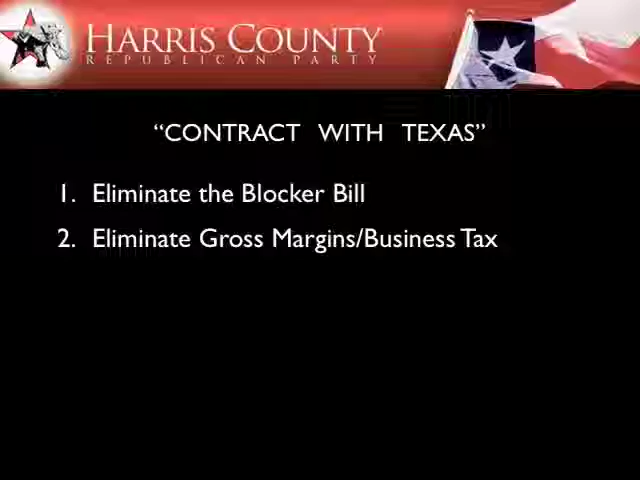 HARRIS COUNTY
REPUBLICAN PARTY
“CONTRACT WITH TEXAS”
1. Eliminate the Blocker Bill
2. Eliminate Gross Margins/Business Tax